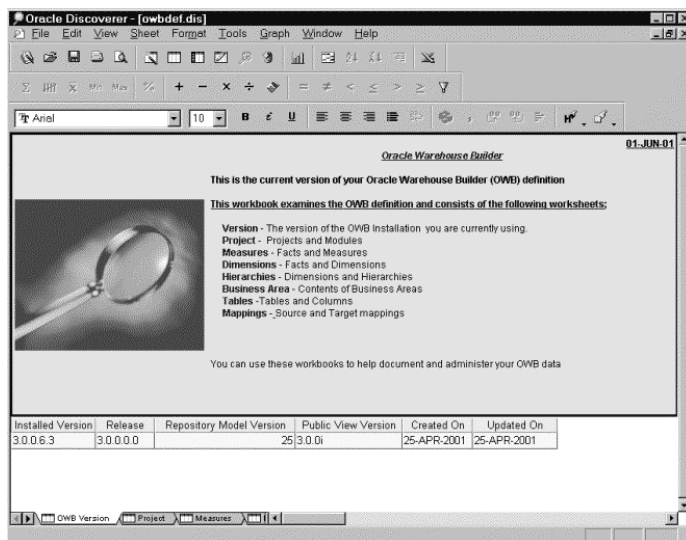 Oracle Discoverer - [owbdef.dis]
File Edit View Sheet Format Tools Graph Window Help
Arial 10 B i U
01-JUN-01
Oracle Warehouse Builder
This is the current version of your Oracle Warehouse Builder (OWB) definition
This workbook examines the OWB definition and consists of the following worksheets:
Version - The version of the OWB Installation you are currently using.
Project - Projects and Modules
Measures - Facts and Measures
Dimensions - Facts and Dimensions
Hierarchies - Dimensions and Hierarchies
Business Area - Contents of Business Areas
Tables -Tables and Columns
Mappings - Source and Target mappings
You can use these workbooks to help document and administer your OWB data
Installed Version Release Repository Model Version Public View Version Created On Updated On
3.0.0.6.3 3.0.0.0.0 25 3.0.0i 25-APR-2001 25-APR-2001
OWB Version Project Measures